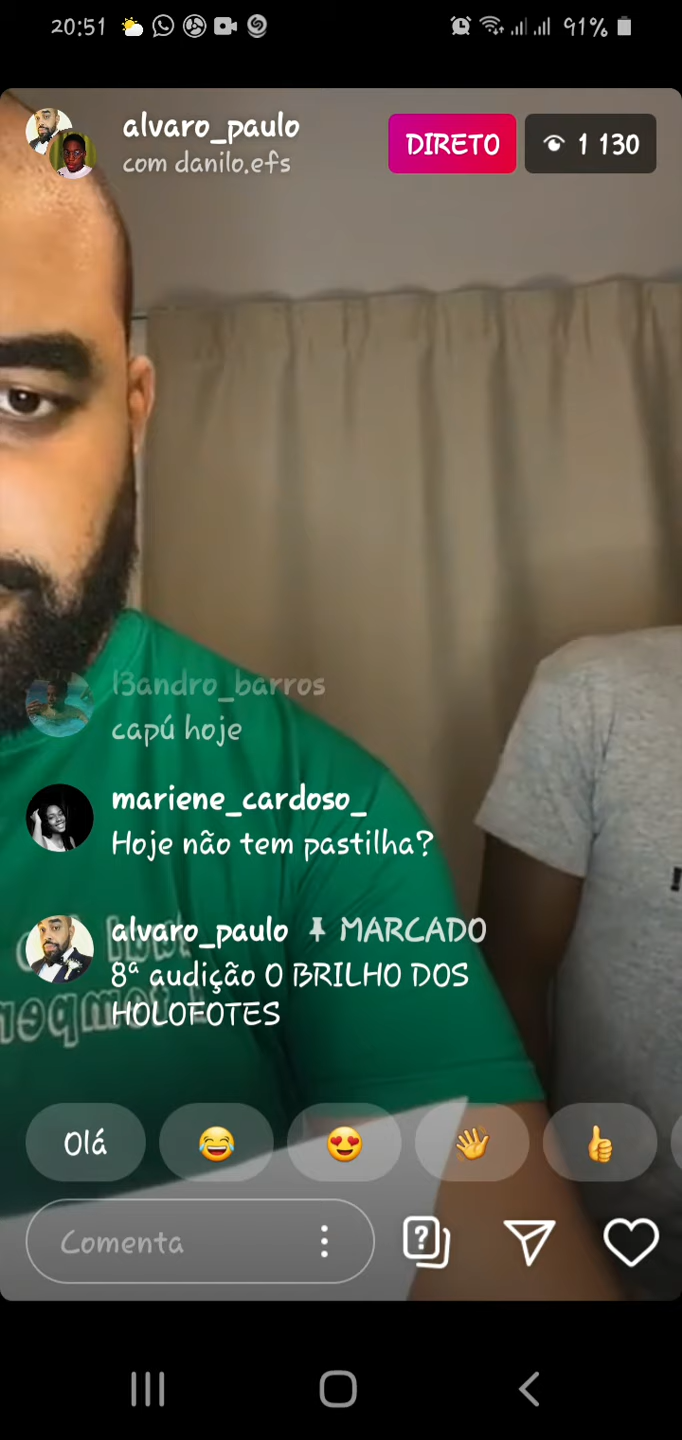 20:51
91%
alvaro_paulo
com danilo.efs
DIRETO
1 130
l3andro_barros
capú hoje
mariene_cardoso_
Hoje não tem pastilha?
alvaro_paulo MARCADO
8ª audição O BRILHO DOS
HOLOFOTES
Olá
Comenta